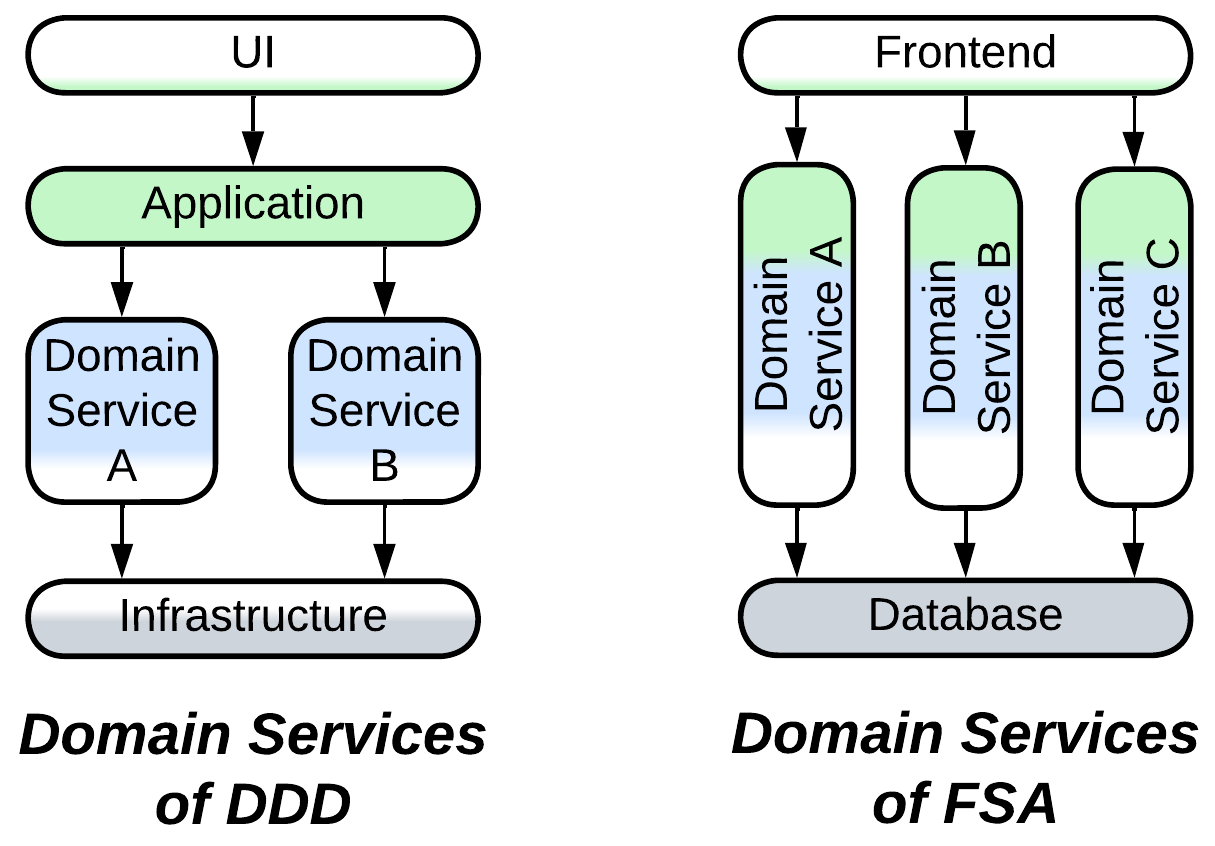 UI
Application
Domain
Service
A
Domain
Service
B
Infrastructure
Domain Services
of DDD
Frontend
Domain
Service A
Domain
Service B
Domain
Service C
Database
Domain Services
of FSA